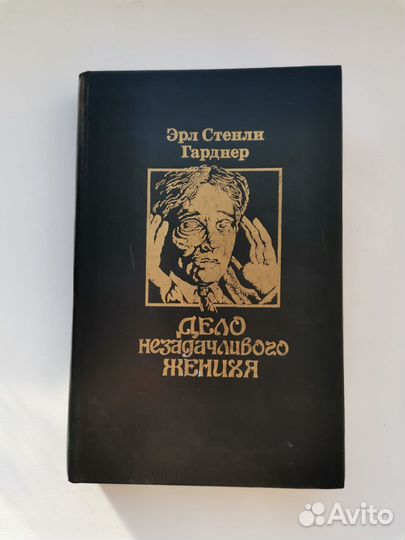 Эрл Стенли
Гарднер
ДЕЛО
НЕЗАДАЧЛИВОГО
ЖЕНИХА
Avito